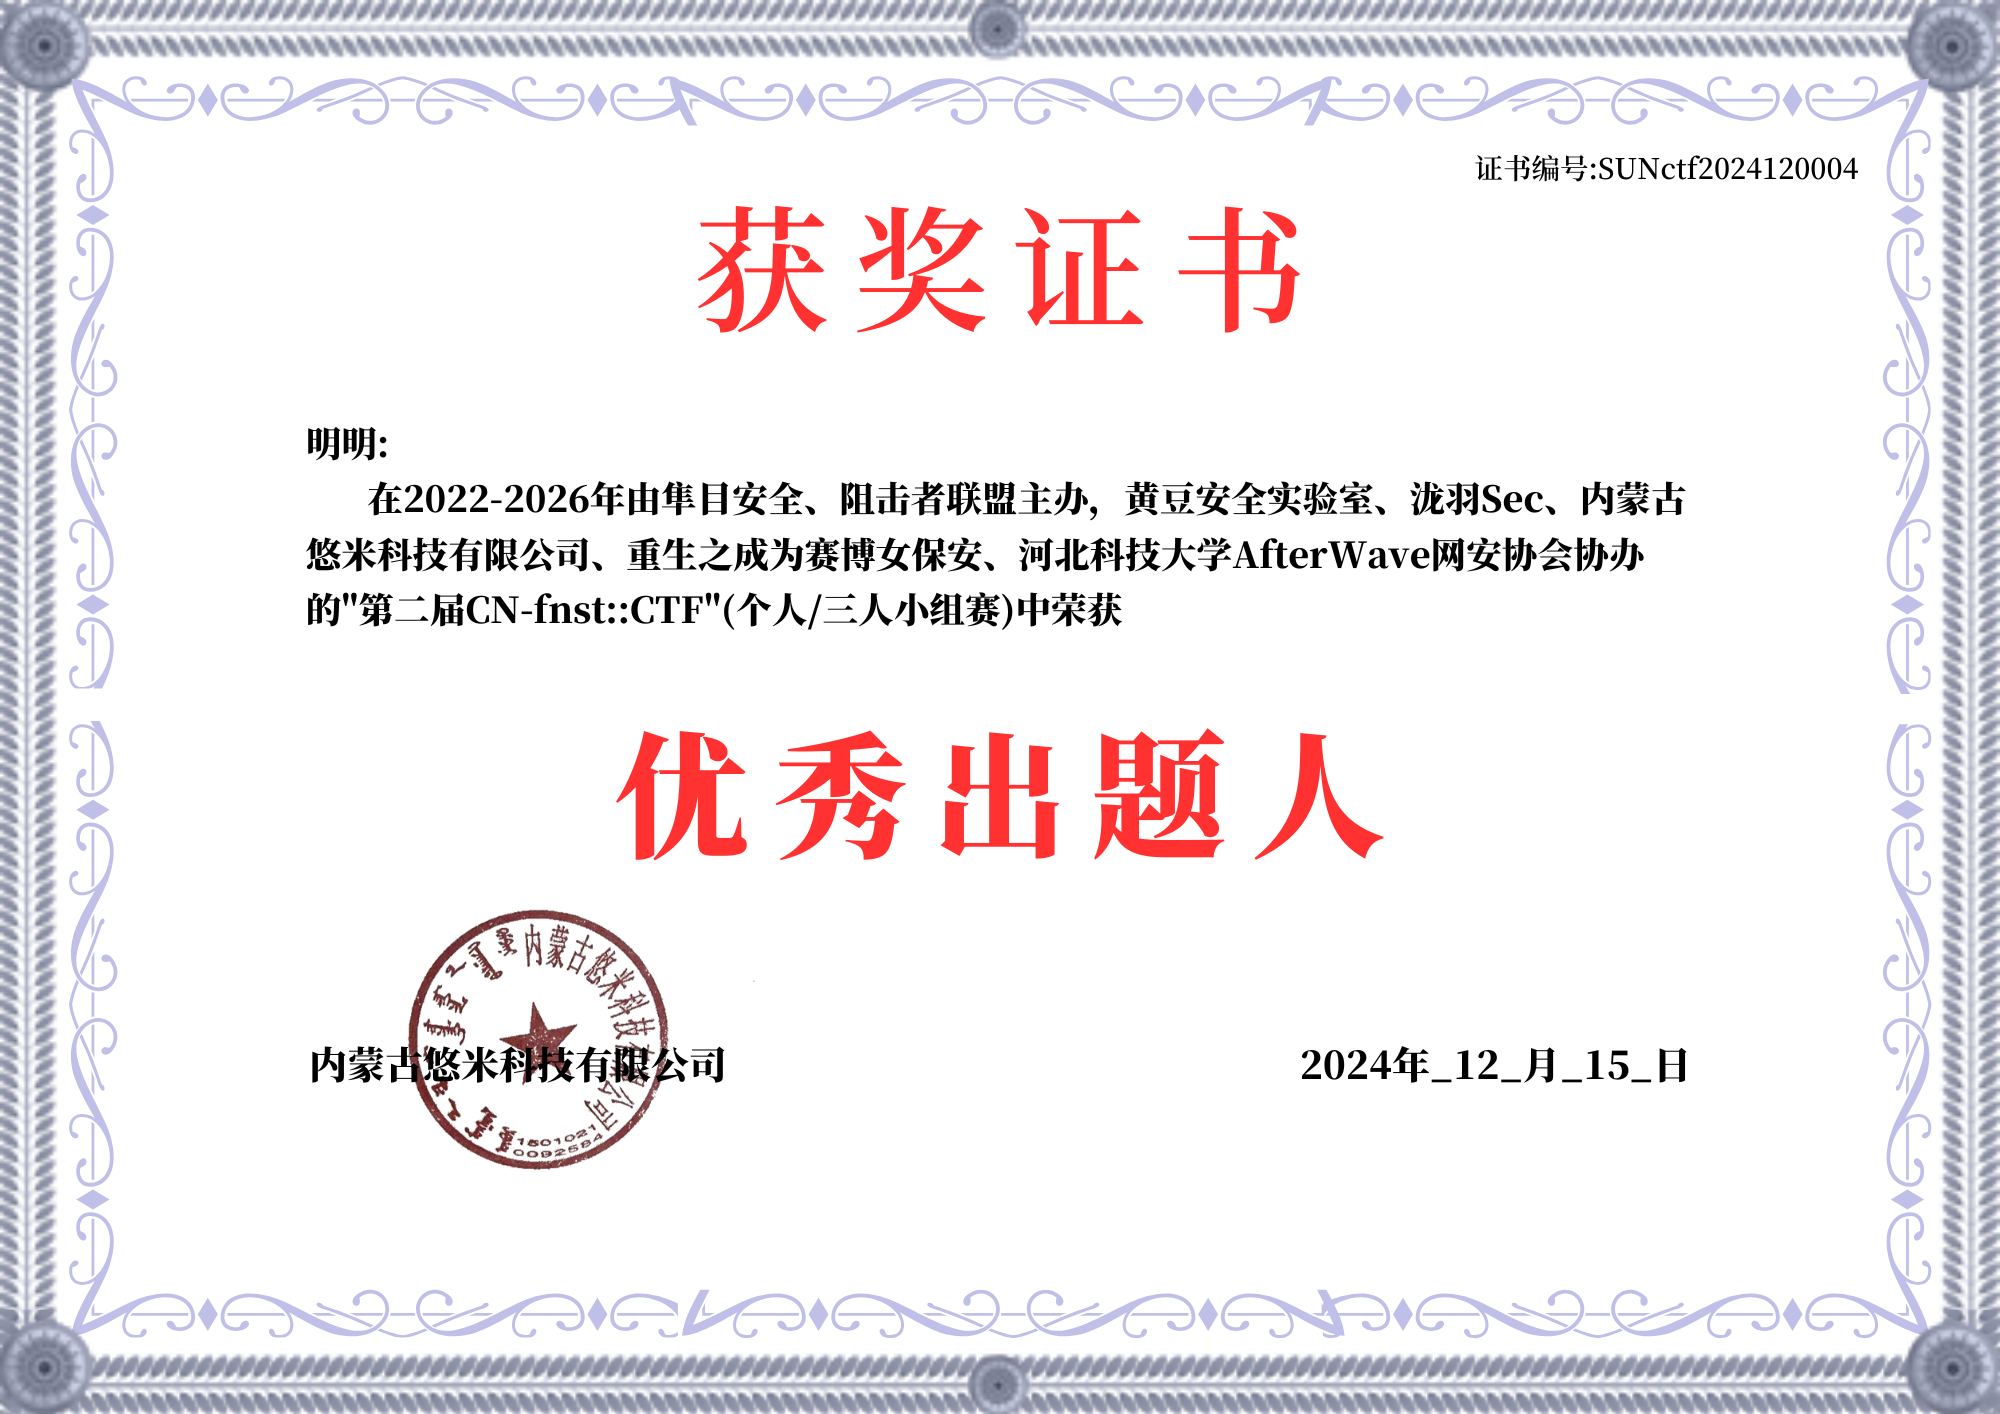 证书编号:SUNctf2024120004
获奖证书
明明:
在2022-2026年由隼目安全、阻击者联盟主办，黄豆安全实验室、泷羽Sec、内蒙古
悠米科技有限公司、重生之成为赛博女保安、河北科技大学AfterWave网安协会协办
的"第二届CN-fnst::CTF"(个人/三人小组赛)中荣获
优秀出题人
内蒙古悠米科技有限公司
1501021
0092584
内蒙古悠米科技有限公司
2024年_12_月_15_日